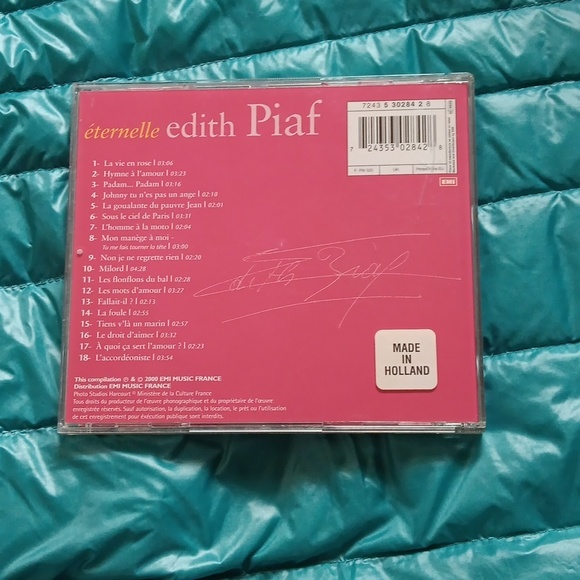 éternelle edith Piaf
7243 5 30284 2 8
7 24353 02842 8
EMI
1- La vie en rose | 03:06
2- Hymne à l'amour | 03:23
3- Padam... Padam | 03:16
4- Johnny tu n'es pas un ange | 02:18
5- La goualante du pauvre Jean | 02:01
6- Sous le ciel de Paris | 03:31
7- L'homme à la moto | 02:04
8- Mon manège à moi -
Tu me fais tourner la tête | 03:00
9- Non je ne regrette rien | 02:20
10- Milord | 04:28
11- Les flonflons du bal | 02:28
12- Les mots d'amour | 03:27
13- Fallait-il ? | 02:13
14- La foule | 02:55
15- Tiens v'là un marin | 02:57
16- Le droit d'aimer | 03:32
17- À quoi ça sert l'amour ? | 02:23
18- L'accordéoniste | 03:54
Edith Piaf
MADE
IN
HOLLAND
This compilation ℗ & © 2000 EMI MUSIC FRANCE
Distribution EMI MUSIC FRANCE
Photo Studios Harcourt © Ministère de la Culture France
Tous droits du producteur de l'œuvre phonographique et du propriétaire de l'œuvre
enregistrée réservés. Sauf autorisation, la duplication, la location, le prêt ou l'utilisation
de cet enregistrement pour exécution publique sont interdits.